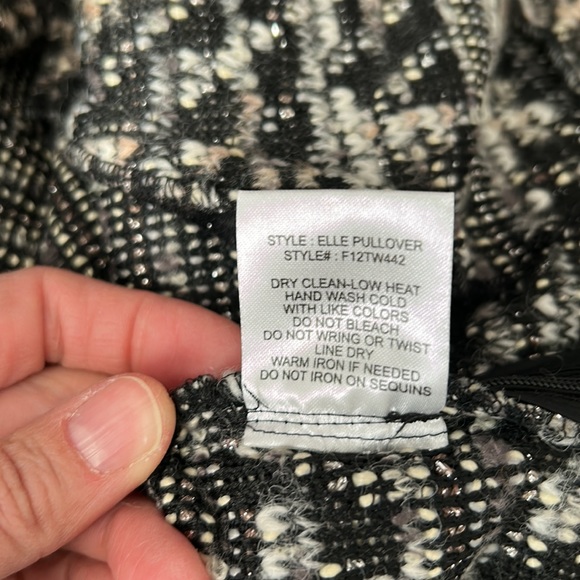 STYLE : ELLE PULLOVER
STYLE# : F12TW442
DRY CLEAN-LOW HEAT
HAND WASH COLD
WITH LIKE COLORS
DO NOT BLEACH
DO NOT WRING OR TWIST
LINE DRY
WARM IRON IF NEEDED
DO NOT IRON ON SEQUINS